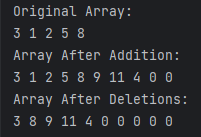 Original Array:
3 1 2 5 8
Array After Addition:
3 1 2 5 8 9 11 4 0 0
Array After Deletions:
3 8 9 11 4 0 0 0 0 0